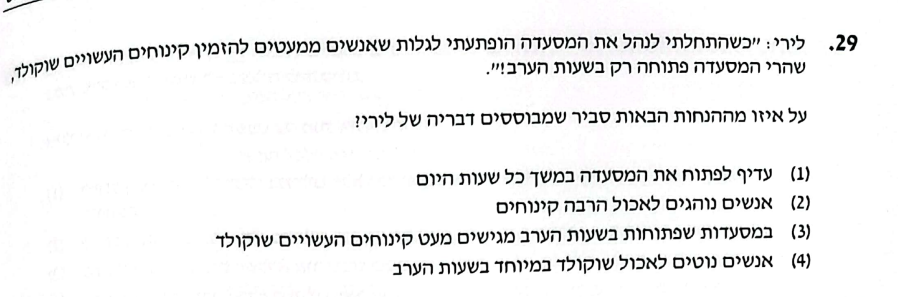 29. לירי: "כשהתחלתי לנהל את המסעדה הופתעתי לגלות שאנשים ממעטים להזמין קינוחים העשויים שוקולד,
שהרי המסעדה פתוחה רק בשעות הערב!".
על איזו מההנחות הבאות סביר שמבוססים דבריה של לירי?
(1) עדיף לפתוח את המסעדה במשך כל שעות היום
(2) אנשים נוהגים לאכול הרבה קינוחים
(3) במסעדות שפתוחות בשעות הערב מגישים מעט קינוחים העשויים שוקולד
(4) אנשים נוטים לאכול שוקולד במיוחד בשעות הערב